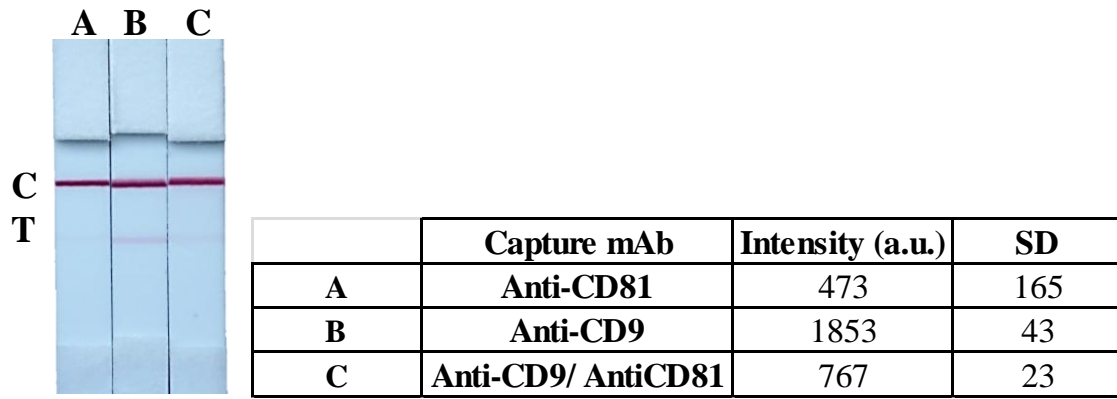 A B C
C
T
Capture mAb Intensity (a.u.) SD
A Anti-CD81 473 165
B Anti-CD9 1853 43
C Anti-CD9/ AntiCD81 767 23